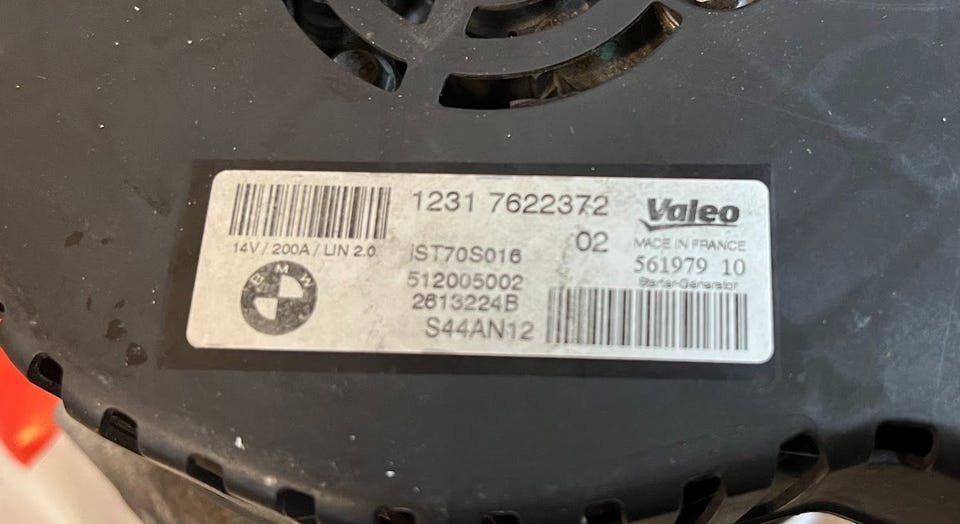 1231 7622372
Valeo
14V / 200A / LIN 2.0
IST70S016
02
MADE IN FRANCE
512005002
561979 10
Starter-Generator
BMW
2613224B
S44AN12